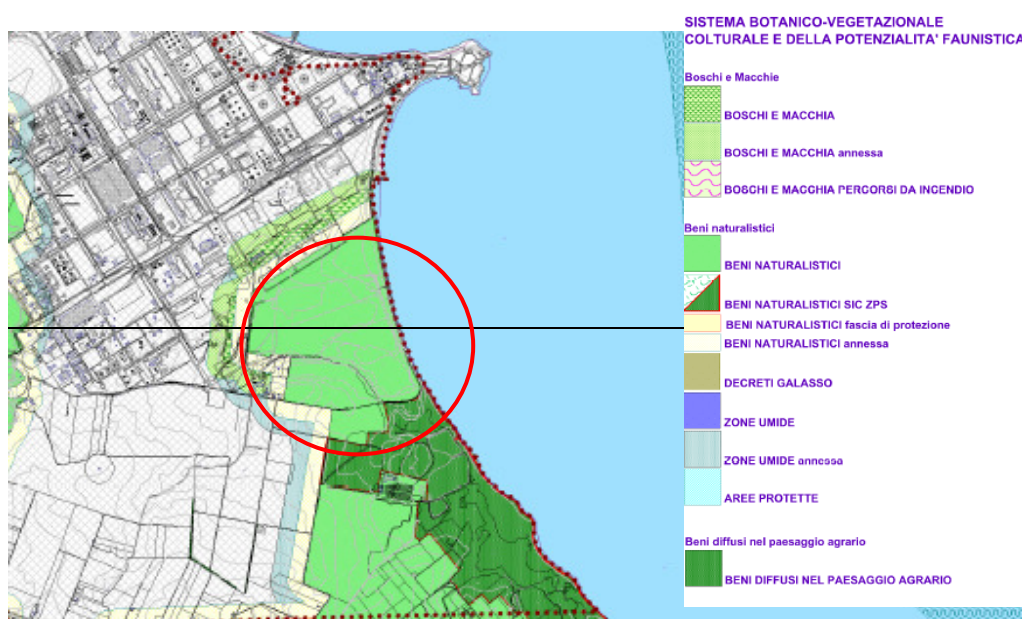 SISTEMA BOTANICO-VEGETAZIONALE
COLTURALE E DELLA POTENZIALITA' FAUNISTICA
Boschi e Macchie
BOSCHI E MACCHIA
BOSCHI E MACCHIA annessa
BOSCHI E MACCHIA PERCORSI DA INCENDIO
Beni naturalistici
BENI NATURALISTICI
BENI NATURALISTICI SIC ZPS
BENI NATURALISTICI fascia di protezione
BENI NATURALISTICI annessa
DECRETI GALASSO
ZONE UMIDE
ZONE UMIDE annessa
AREE PROTETTE
Beni diffusi nel paesaggio agrario
BENI DIFFUSI NEL PAESAGGIO AGRARIO